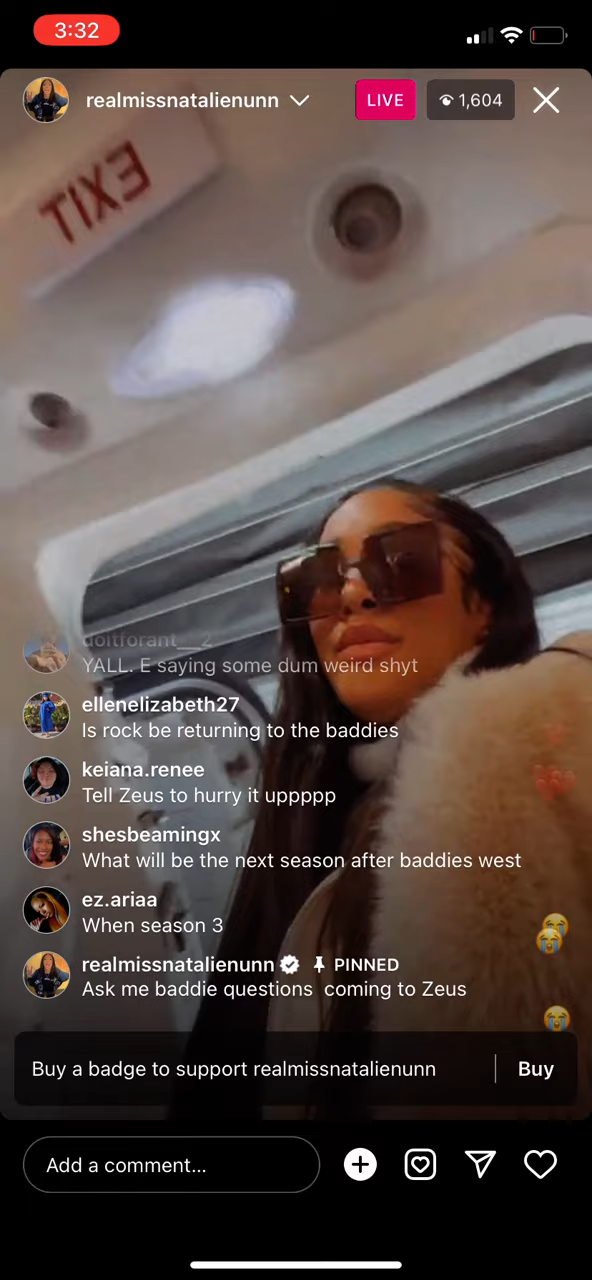 3:32
realmissnatalienunn
LIVE
1,604
EXIT
doitforant__2
YALL. E saying some dum weird shyt
ellenelizabeth27
Is rock be returning to the baddies
keiana.renee
Tell Zeus to hurry it uppppp
shesbeamingx
What will be the next season after baddies west
ez.ariaa
When season 3
realmissnatalienunn PINNED
Ask me baddie questions coming to Zeus
Buy a badge to support realmissnatalienunn Buy
Add a comment...